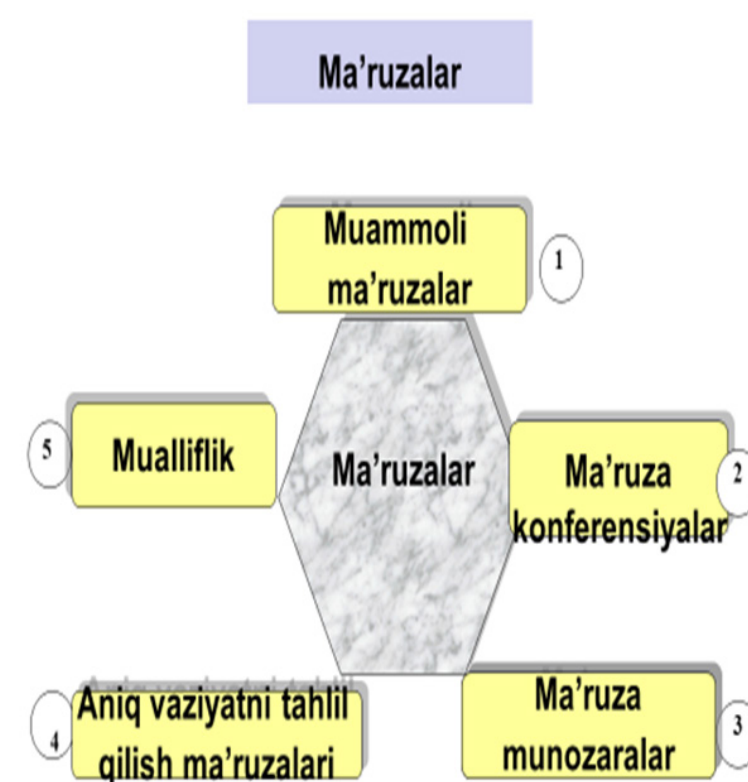 Ma’ruzalar
Muammoli
ma’ruzalar
1
5
Mualliflik
Ma’ruzalar
Ma’ruza
konferensiyalar
2
4
Aniq vaziyatni tahlil
qilish ma’ruzalari
Ma’ruza
munozaralar
3